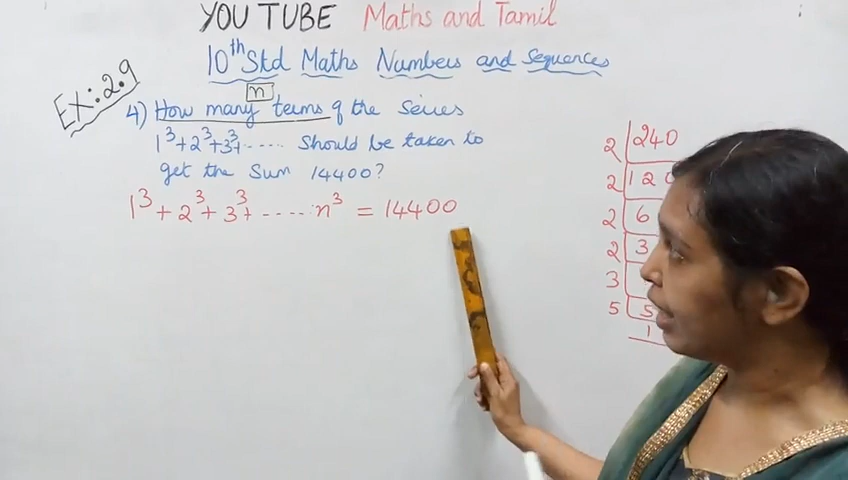 YOU TUBE Maths and Tamil
10th Std Maths Numbers and Sequences
Ex: 2.9
n
4) How many terms of the series
1³+2³+3³+..... should be taken to
get the sum 14400?
1³ + 2³ + 3³+ ..... n³ = 14400
2 240
2 120
2 6
2 3
3
5 5
1